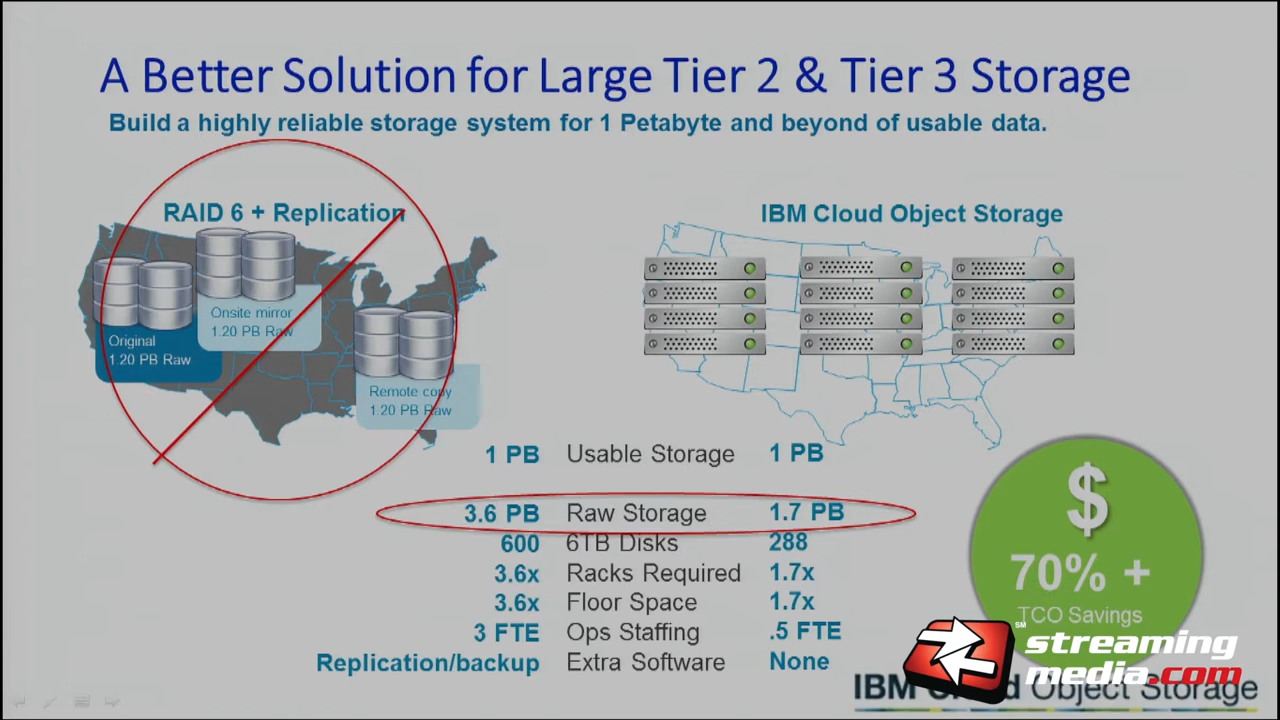 A Better Solution for Large Tier 2 & Tier 3 Storage
Build a highly reliable storage system for 1 Petabyte and beyond of usable data.
RAID 6 + Replication
IBM Cloud Object Storage
Onsite mirror
1.20 PB Raw
Original
1.20 PB Raw
Remote copy
1.20 PB Raw
1 PB Usable Storage 1 PB
3.6 PB Raw Storage 1.7 PB
600 6TB Disks 288
3.6x Racks Required 1.7x
3.6x Floor Space 1.7x
3 FTE Ops Staffing .5 FTE
Replication/backup Extra Software None
$
70% +
TCO Savings
SM
streaming
media.com
IBM Cloud Object Storage